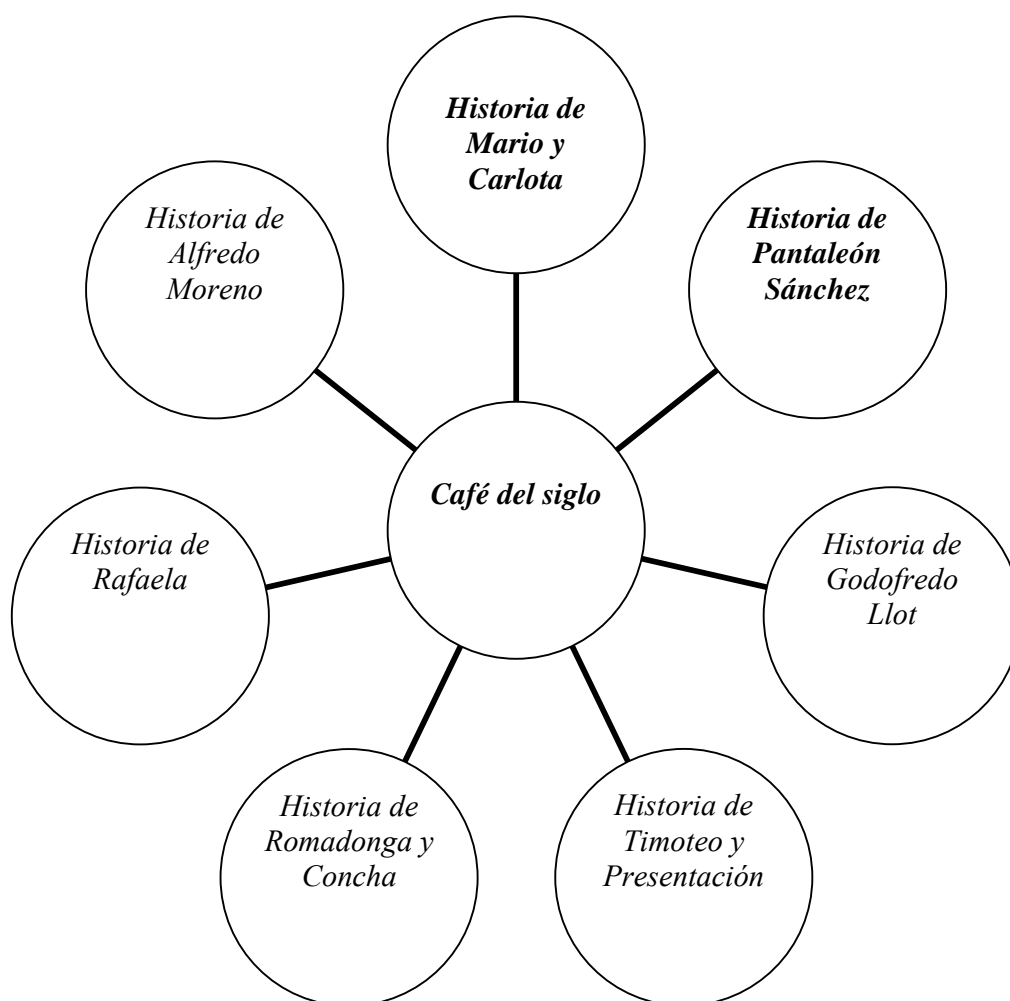 Historia de
Mario y
Carlota
Historia de
Alfredo
Moreno
Historia de
Pantaleón
Sánchez
Café del siglo
Historia de
Rafaela
Historia de
Godofredo
Llot
Historia de
Romadonga y
Concha
Historia de
Timoteo y
Presentación